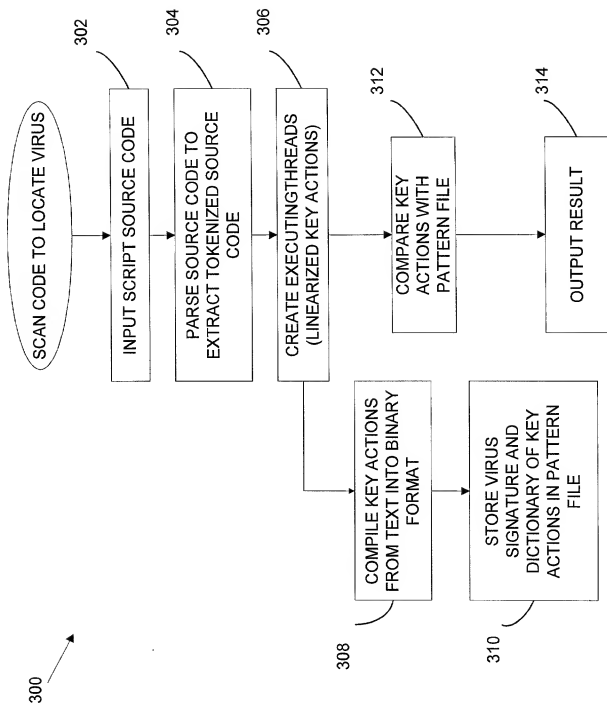 300
SCAN CODE TO LOCATE VIRUS
302
INPUT SCRIPT SOURCE CODE
304
PARSE SOURCE CODE TO
EXTRACT TOKENIZED SOURCE
CODE
306
CREATE EXECUTINGTHREADS
(LINEARIZED KEY ACTIONS)
308
COMPILE KEY ACTIONS
FROM TEXT INTO BINARY
FORMAT
312
COMPARE KEY
ACTIONS WITH
PATTERN FILE
310
STORE VIRUS
SIGNATURE AND
DICTIONARY OF KEY
ACTIONS IN PATTERN
FILE
314
OUTPUT RESULT